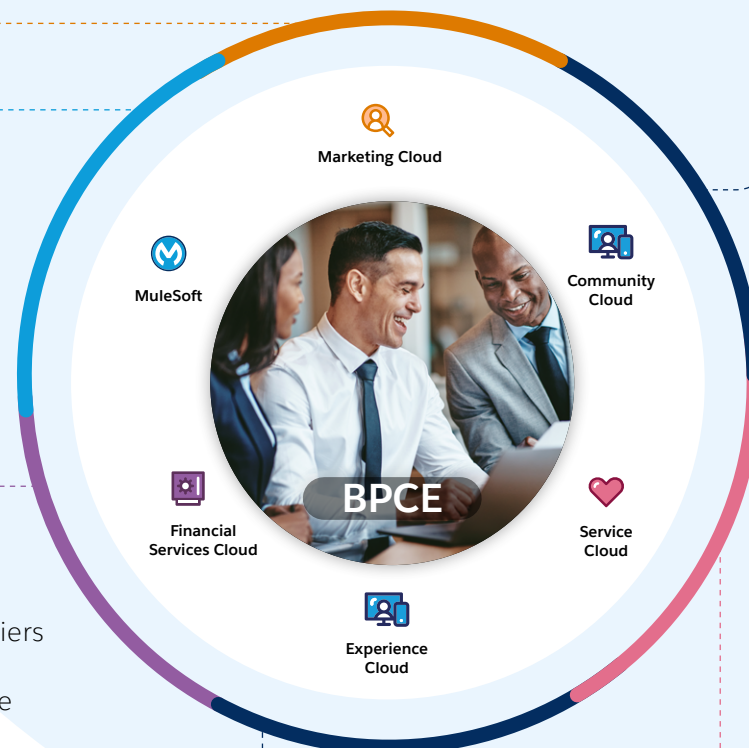 Marketing Cloud
Community
Cloud
MuleSoft
BPCE
Financial
Services Cloud
Service
Cloud
Experience
Cloud
iers
e